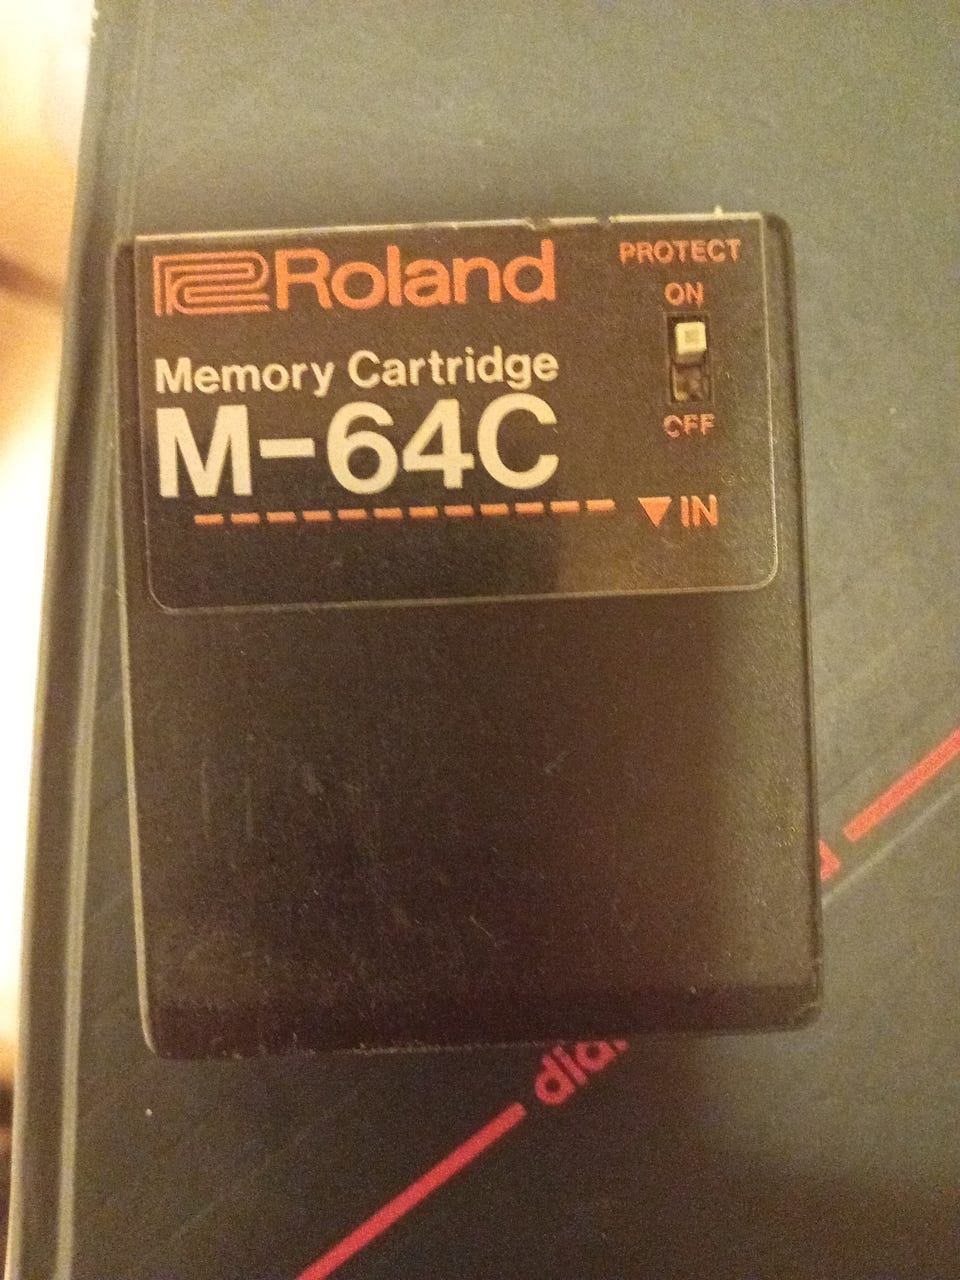 Roland
PROTECT
ON
OFF
Memory Cartridge
M-64C
▼IN